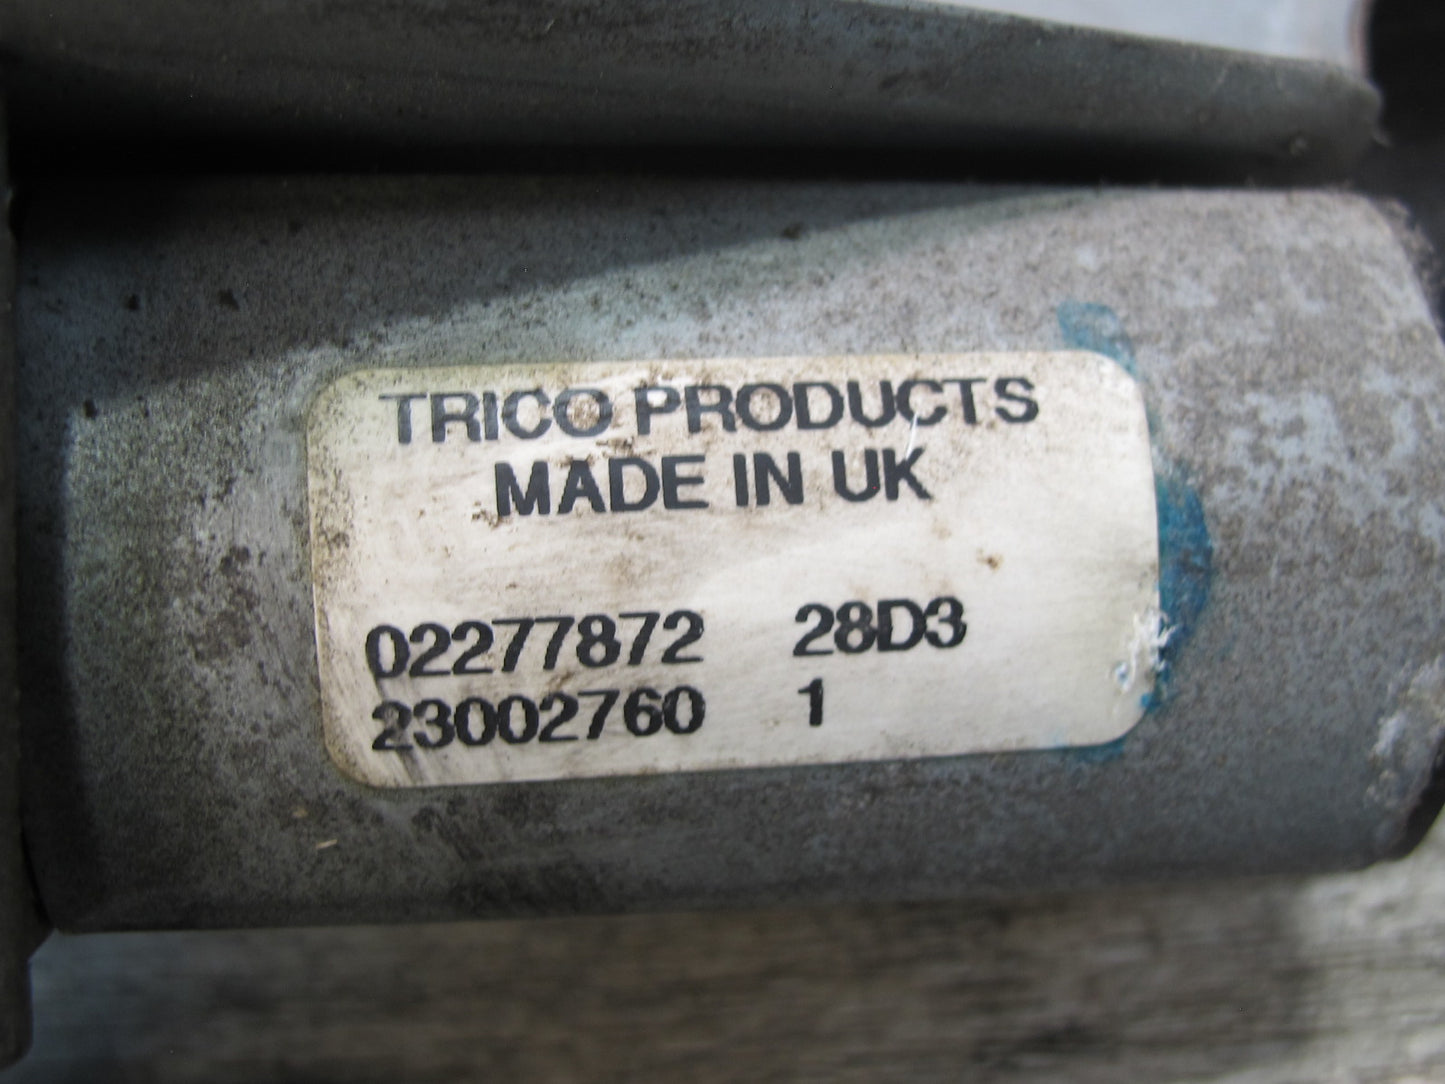 TRICO PRODUCTS
MADE IN UK
02277872 28D3
23002760 1